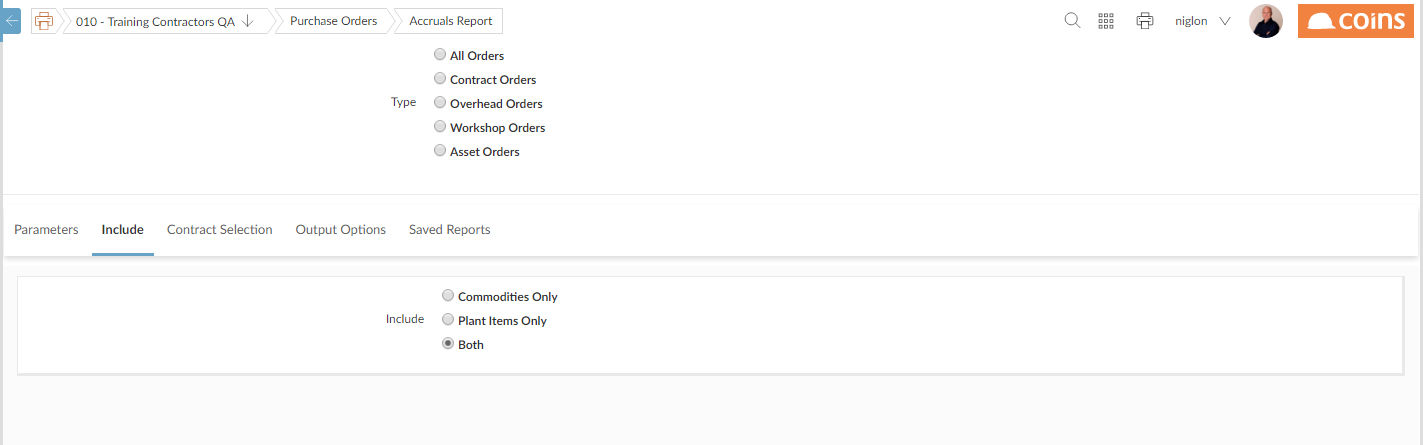 010 - Training Contractors QA Purchase Orders Accruals Report niglon coins
All Orders
Contract Orders
Type Overhead Orders
Workshop Orders
Asset Orders
Parameters Include Contract Selection Output Options Saved Reports
Commodities Only
Include Plant Items Only
Both